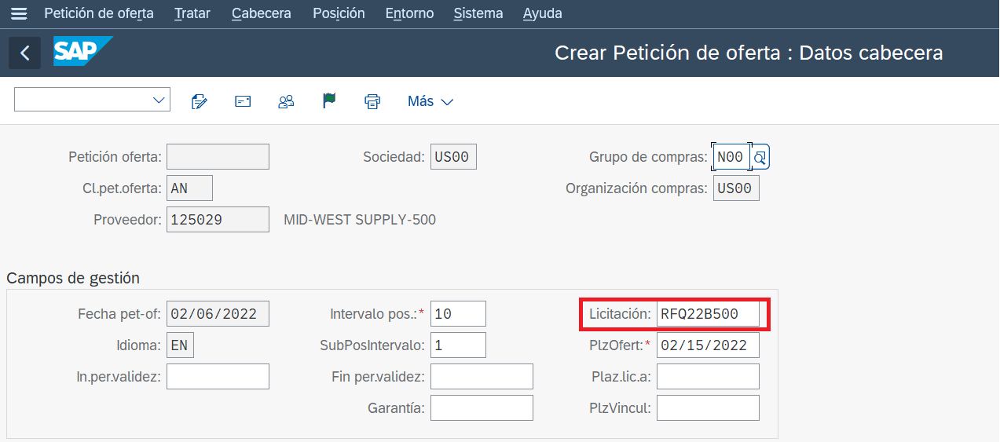 Petición de oferta Tratar Cabecera Posición Entorno Sistema Ayuda
SAP Crear Petición de oferta : Datos cabecera
Más
Petición oferta: Sociedad: US00 Grupo de compras: N00
Cl.pet.oferta: AN Organización compras: US00
Proveedor: 125029 MID-WEST SUPPLY-500
Campos de gestión
Fecha pet-of: 02/06/2022 Intervalo pos.:* 10 Licitación: RFQ22B500
Idioma: EN SubPosIntervalo: 1 PlzOfert:* 02/15/2022
In.per.validez: Fin per.validez: Plaz.lic.a:
Garantía: PlzVincul: